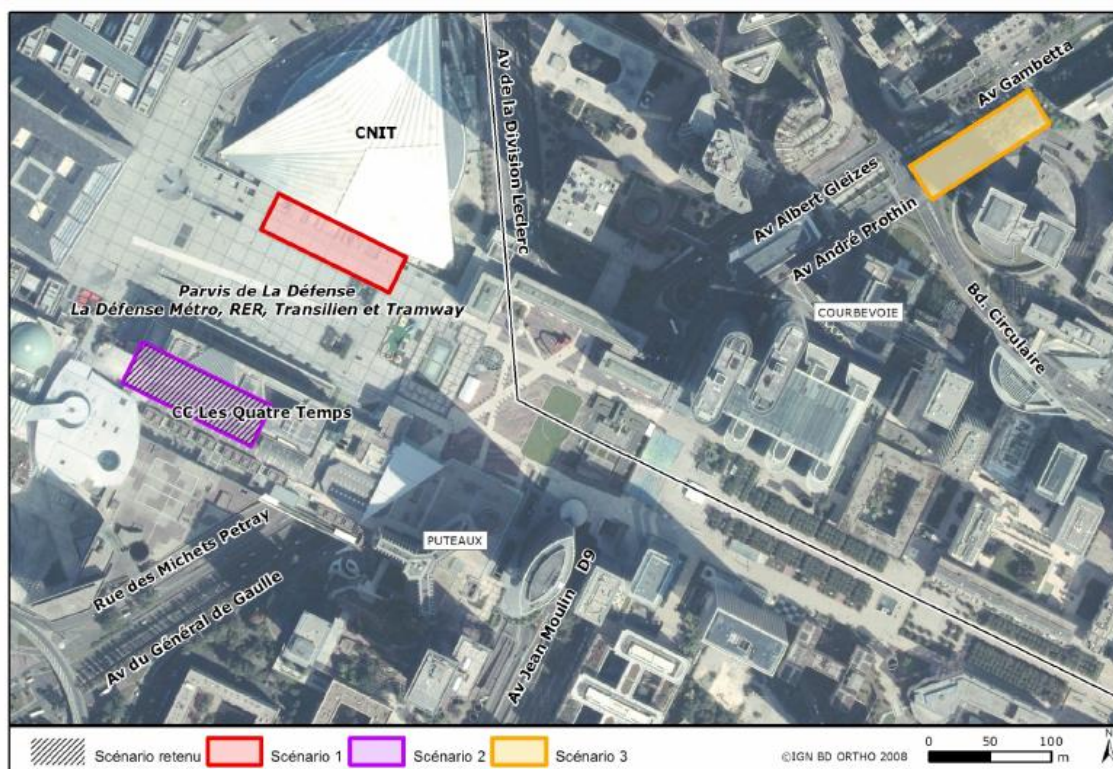 Av Gambetta
Av de la Division Leclerc
CNIT
Av Albert Gleizes
Av André Prothin
Parvis de La Défense
La Défense Métro, RER, Transilien et Tramway
COURBEVOIE
Bd. Circulaire
CC Les Quatre Temps
PUTEAUX
Rue des Michets Petray
Av du Général de Gaulle
Av Jean Moulin D9
Scénario retenu
Scénario 1
Scénario 2
Scénario 3
©IGN BD ORTHO 2008
0 50 100
m
N